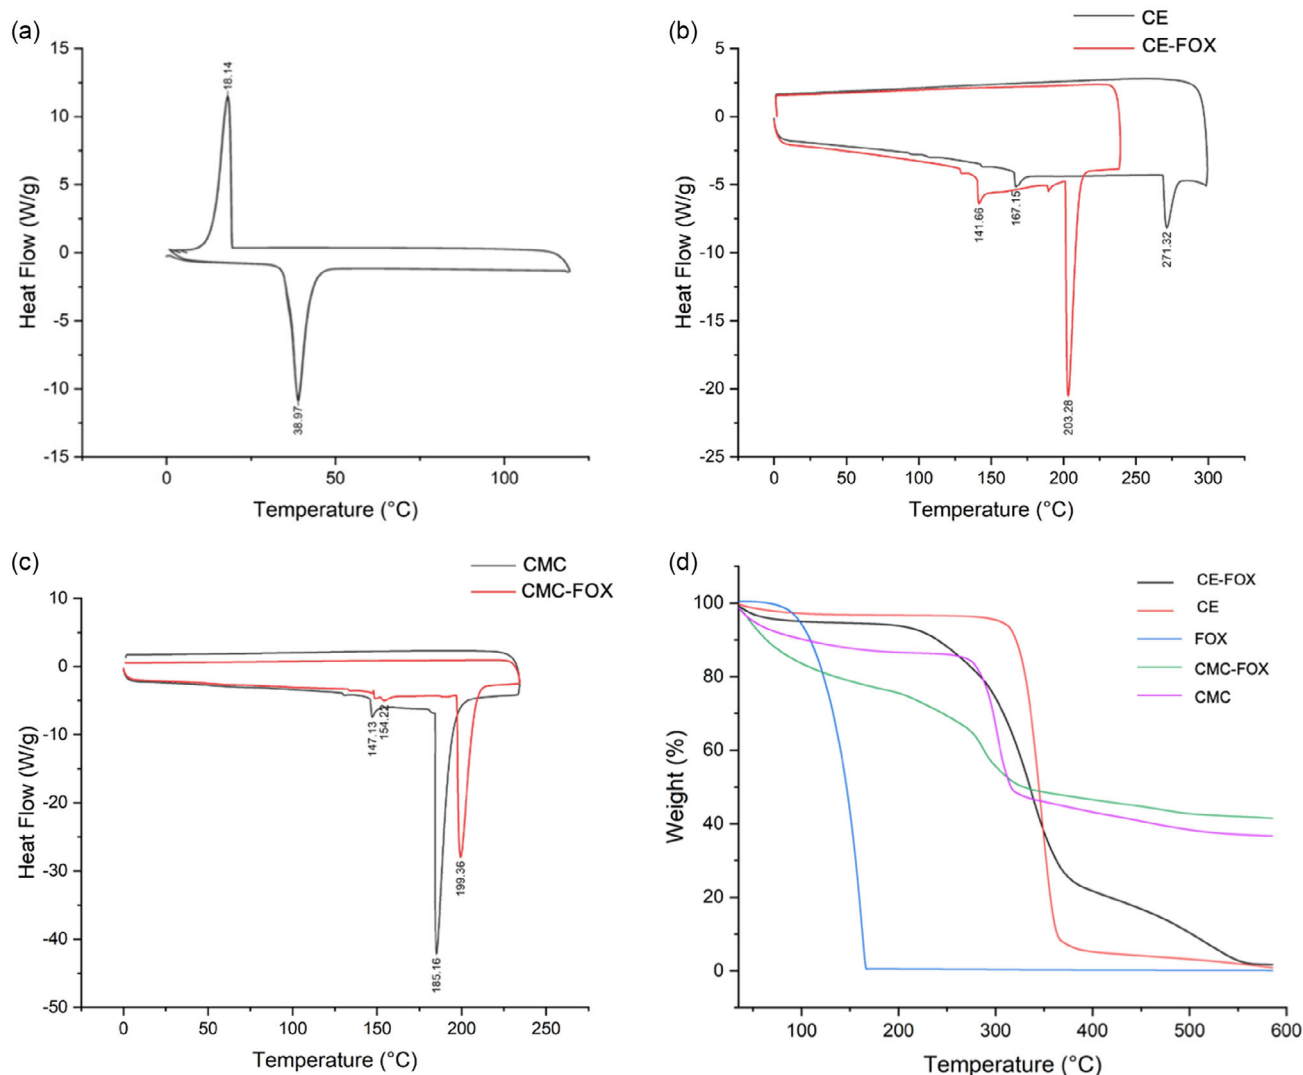 (a)
15
10
5
0
-5
-10
-15
Heat Flow (W/g)
18.14
38.97
0
50
100
Temperature (°C)
(b)
CE
CE-FOX
5
0
-5
-10
-15
-20
-25
Heat Flow (W/g)
141.66
167.15
203.28
271.32
0
50
100
150
200
250
300
Temperature (°C)
(c)
CMC
CMC-FOX
10
0
-10
-20
-30
-40
-50
Heat Flow (W/g)
147.13
154.22
185.16
199.36
0
50
100
150
200
250
Temperature (°C)
(d)
CE-FOX
CE
FOX
CMC-FOX
CMC
100
80
60
40
20
0
Weight (%)
100
200
300
400
500
600
Temperature (°C)